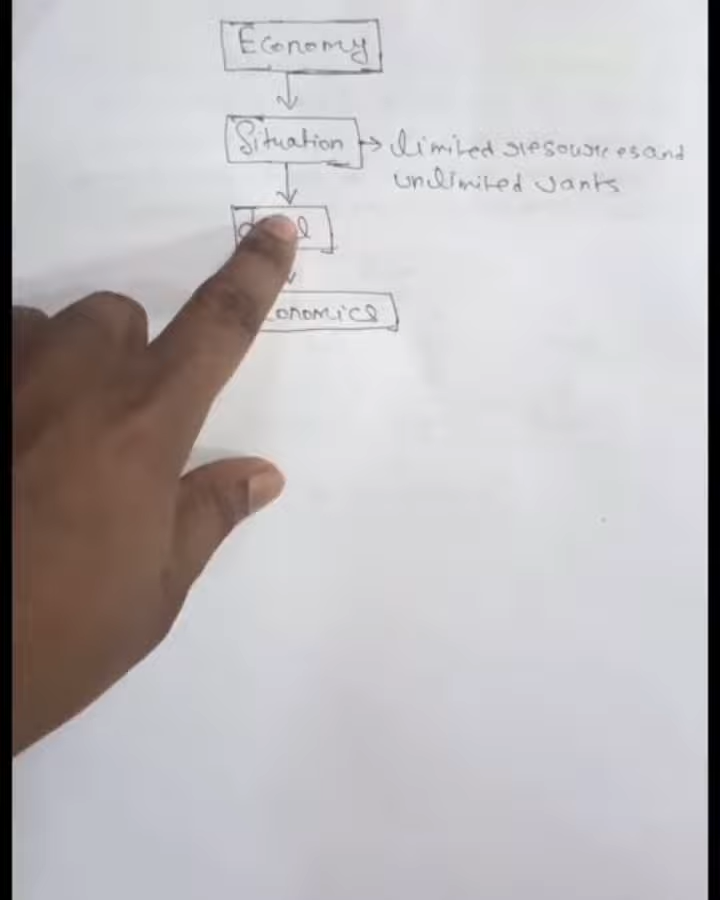 Economy
Situation → limited resources and
unlimited wants